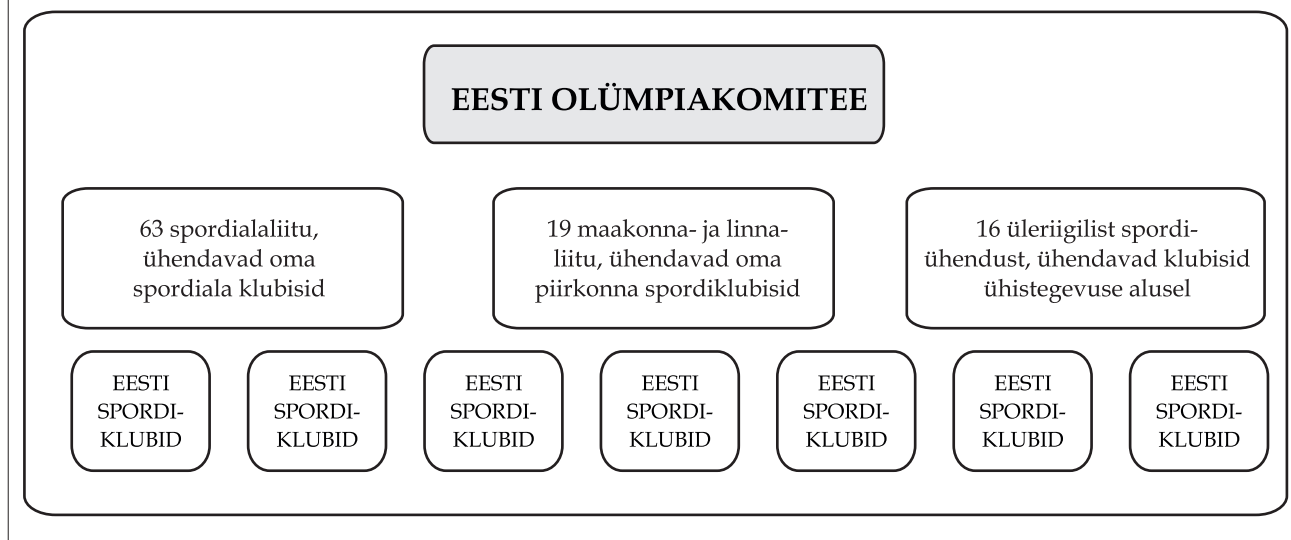 EESTI OLÜMPIAKOMITEE
63 spordialaliitu,
ühendavad oma
spordiala klubisid
19 maakonna- ja linna-
liitu, ühendavad oma
piirkonna spordiklubisid
16 üleriigilist spordi-
ühendust, ühendavad klubisid
ühistegevuse alusel
EESTI
SPORDI-
KLUBID
EESTI
SPORDI-
KLUBID
EESTI
SPORDI-
KLUBID
EESTI
SPORDI-
KLUBID
EESTI
SPORDI-
KLUBID
EESTI
SPORDI-
KLUBID
EESTI
SPORDI-
KLUBID